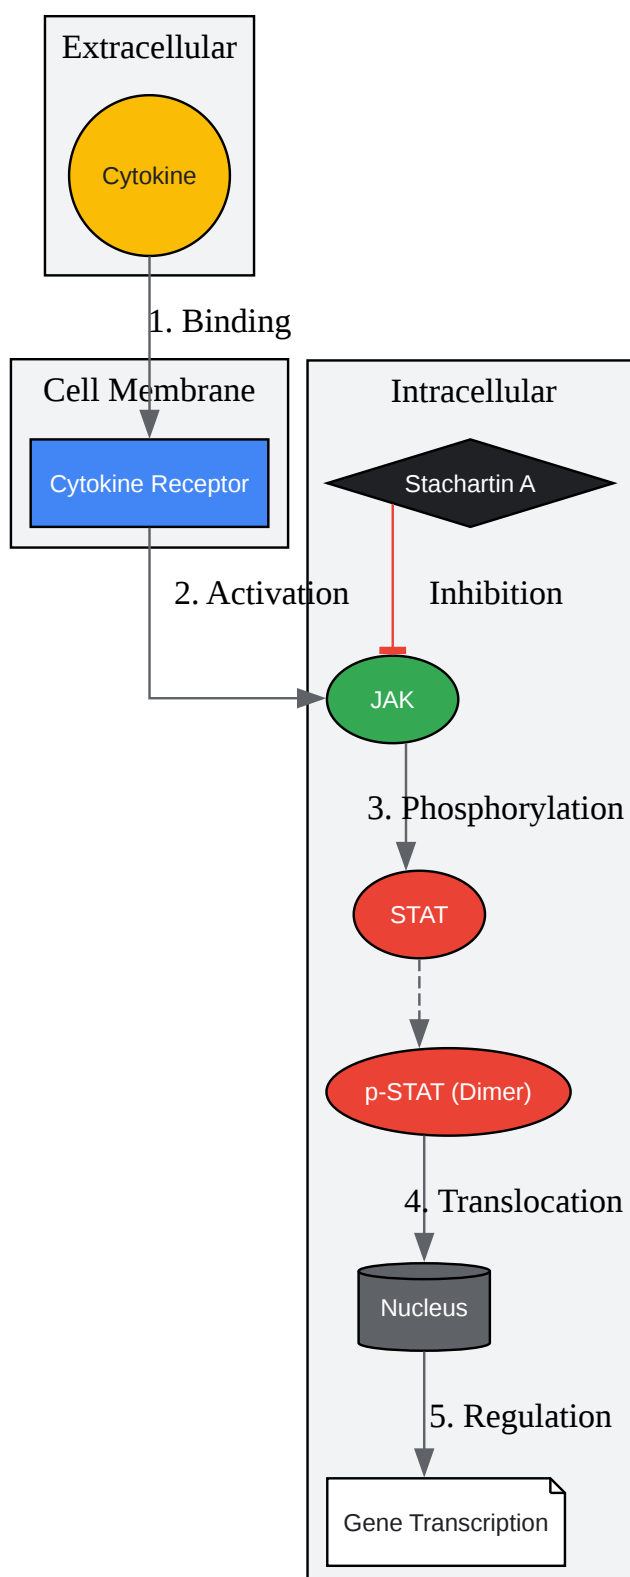 Extracellular
Cytokine
1. Binding
Cell Membrane
Intracellular
Cytokine Receptor
Stachartin A
2. Activation
Inhibition
JAK
3. Phosphorylation
STAT
p-STAT (Dimer)
4. Translocation
Nucleus
5. Regulation
Gene Transcription